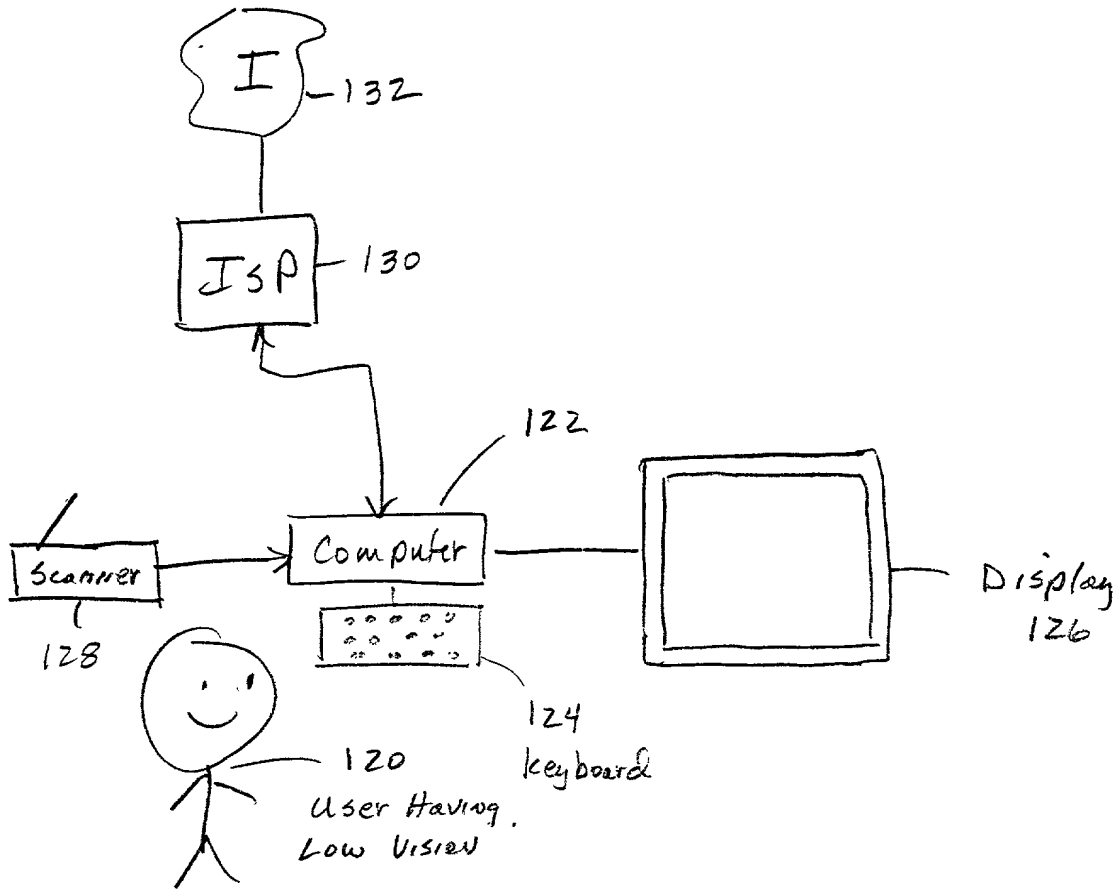 I
132
ISP
130
122
Computer
Scanner
128
Display
126
124
keyboard
120
User Having
Low Vision